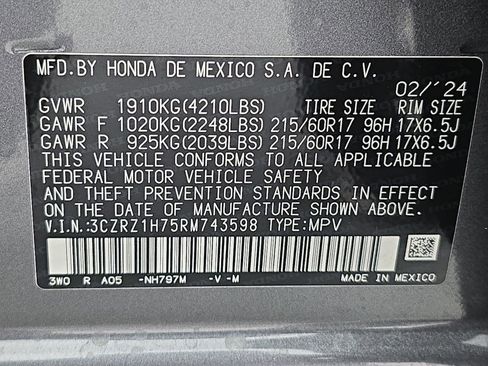 MFD.BY HONDA DE MEXICO S.A. DE C.V.
02/'24
GVWR 1910KG(4210LBS) TIRE SIZE RIM SIZE
GAWR F 1020KG(2248LBS) 215/60R17 96H 17X6.5J
GAWR R 925KG(2039LBS) 215/60R17 96H 17X6.5J
THIS VEHICLE CONFORMS TO ALL APPLICABLE
FEDERAL MOTOR VEHICLE SAFETY
AND THEFT PREVENTION STANDARDS IN EFFECT
ON THE DATE OF MANUFACTURE SHOWN ABOVE.
V.I.N.:3CZRZ1H75RM743598 TYPE:MPV
3W0 R A05 -NH797M -V -M MADE IN MEXICO